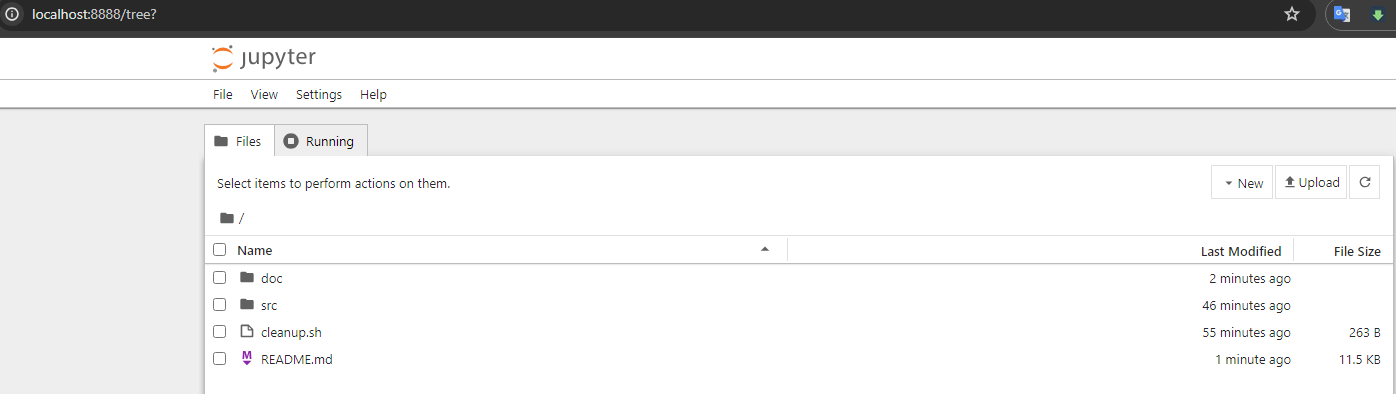 localhost:8888/tree?
jupyter
File View Settings Help
Files Running
Select items to perform actions on them.
New Upload
/
Name Last Modified File Size
doc 2 minutes ago
src 46 minutes ago
cleanup.sh 55 minutes ago 263 B
M README.md 1 minute ago 11.5 KB